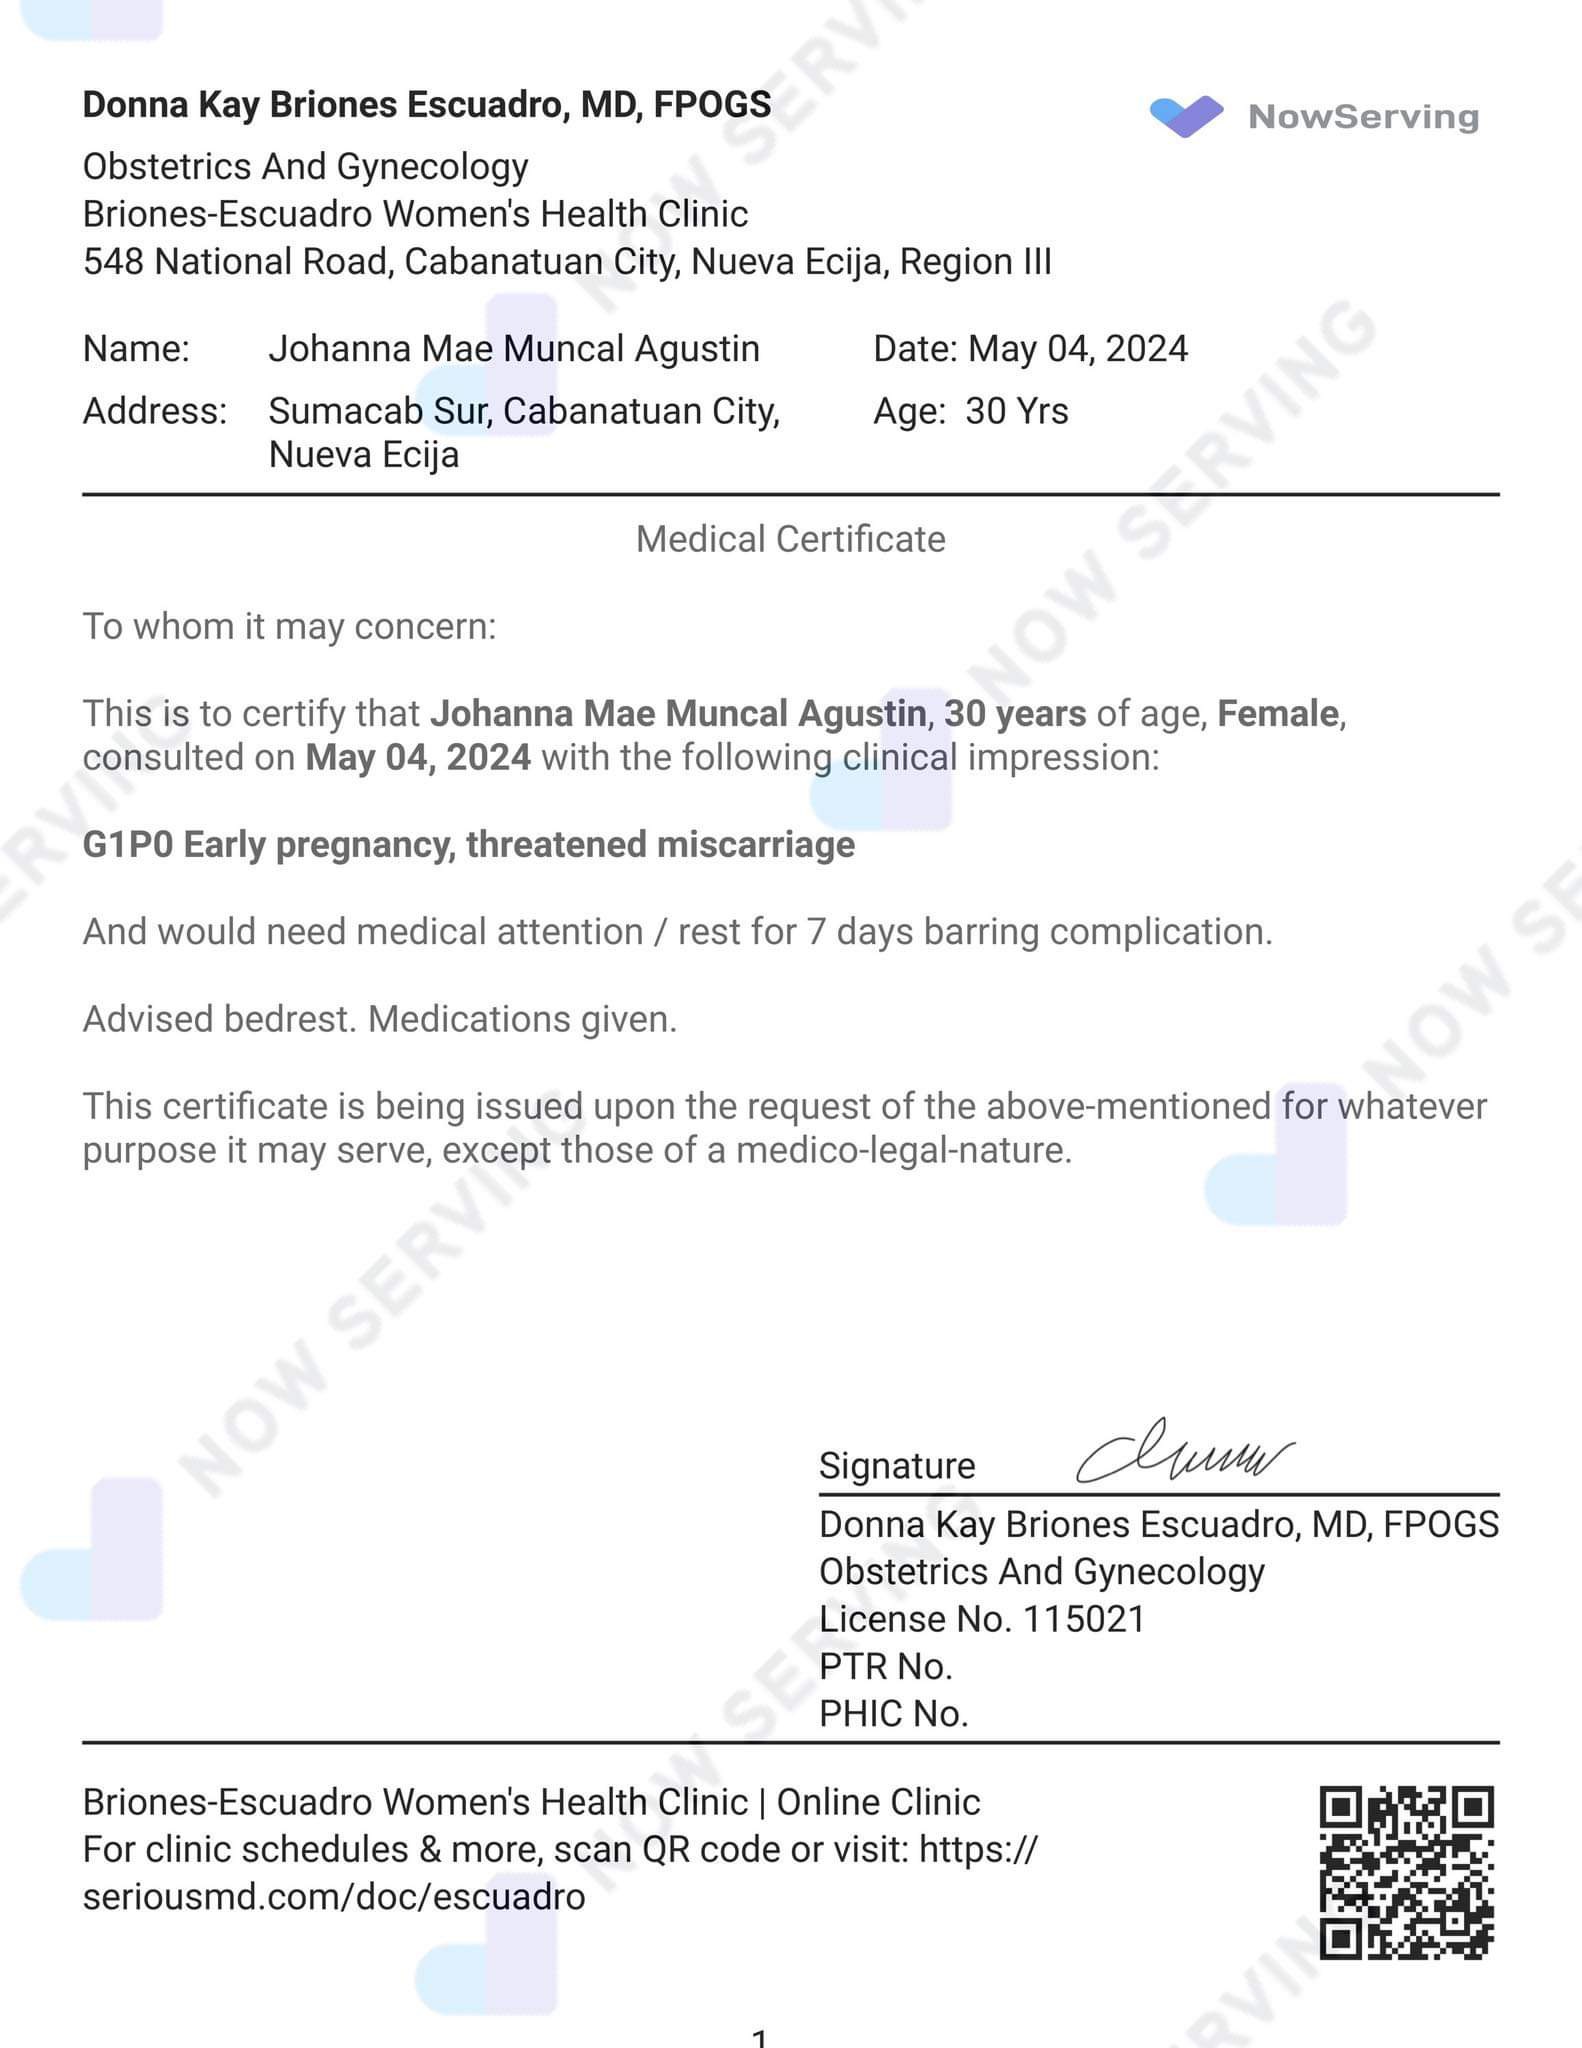 Donna Kay Briones Escuadro, MD, FPOGS
NowServing
Obstetrics And Gynecology
Briones-Escuadro Women's Health Clinic
548 National Road, Cabanatuan City, Nueva Ecija, Region III
Name: Johanna Mae Muncal Agustin Date: May 04, 2024
Address: Sumacab Sur, Cabanatuan City, Age: 30 Yrs
Nueva Ecija
Medical Certificate
To whom it may concern:
This is to certify that Johanna Mae Muncal Agustin, 30 years of age, Female,
consulted on May 04, 2024 with the following clinical impression:
G1P0 Early pregnancy, threatened miscarriage
And would need medical attention / rest for 7 days barring complication.
Advised bedrest. Medications given.
This certificate is being issued upon the request of the above-mentioned for whatever
purpose it may serve, except those of a medico-legal-nature.
Signature
Donna Kay Briones Escuadro, MD, FPOGS
Obstetrics And Gynecology
License No. 115021
PTR No.
PHIC No.
Briones-Escuadro Women's Health Clinic | Online Clinic
For clinic schedules & more, scan QR code or visit: https://
seriousmd.com/doc/escuadro
1
NOW SERVING
NOW SERVING
NOW SERVING
NOW SERVING